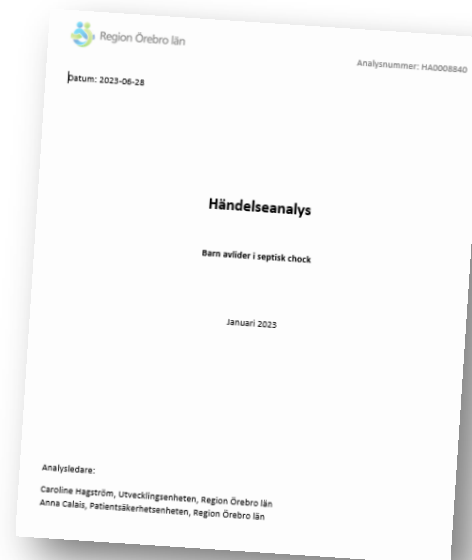 Region Örebro län
Analysnummer: HA0008840
Datum: 2023-06-28
Händelseanalys
Barn avlider i septisk chock
Januari 2023
Analysledare:
Caroline Hagström, Utvecklingsenheten, Region Örebro län
Anna Calais, Patientsäkerhetsenheten, Region Örebro län